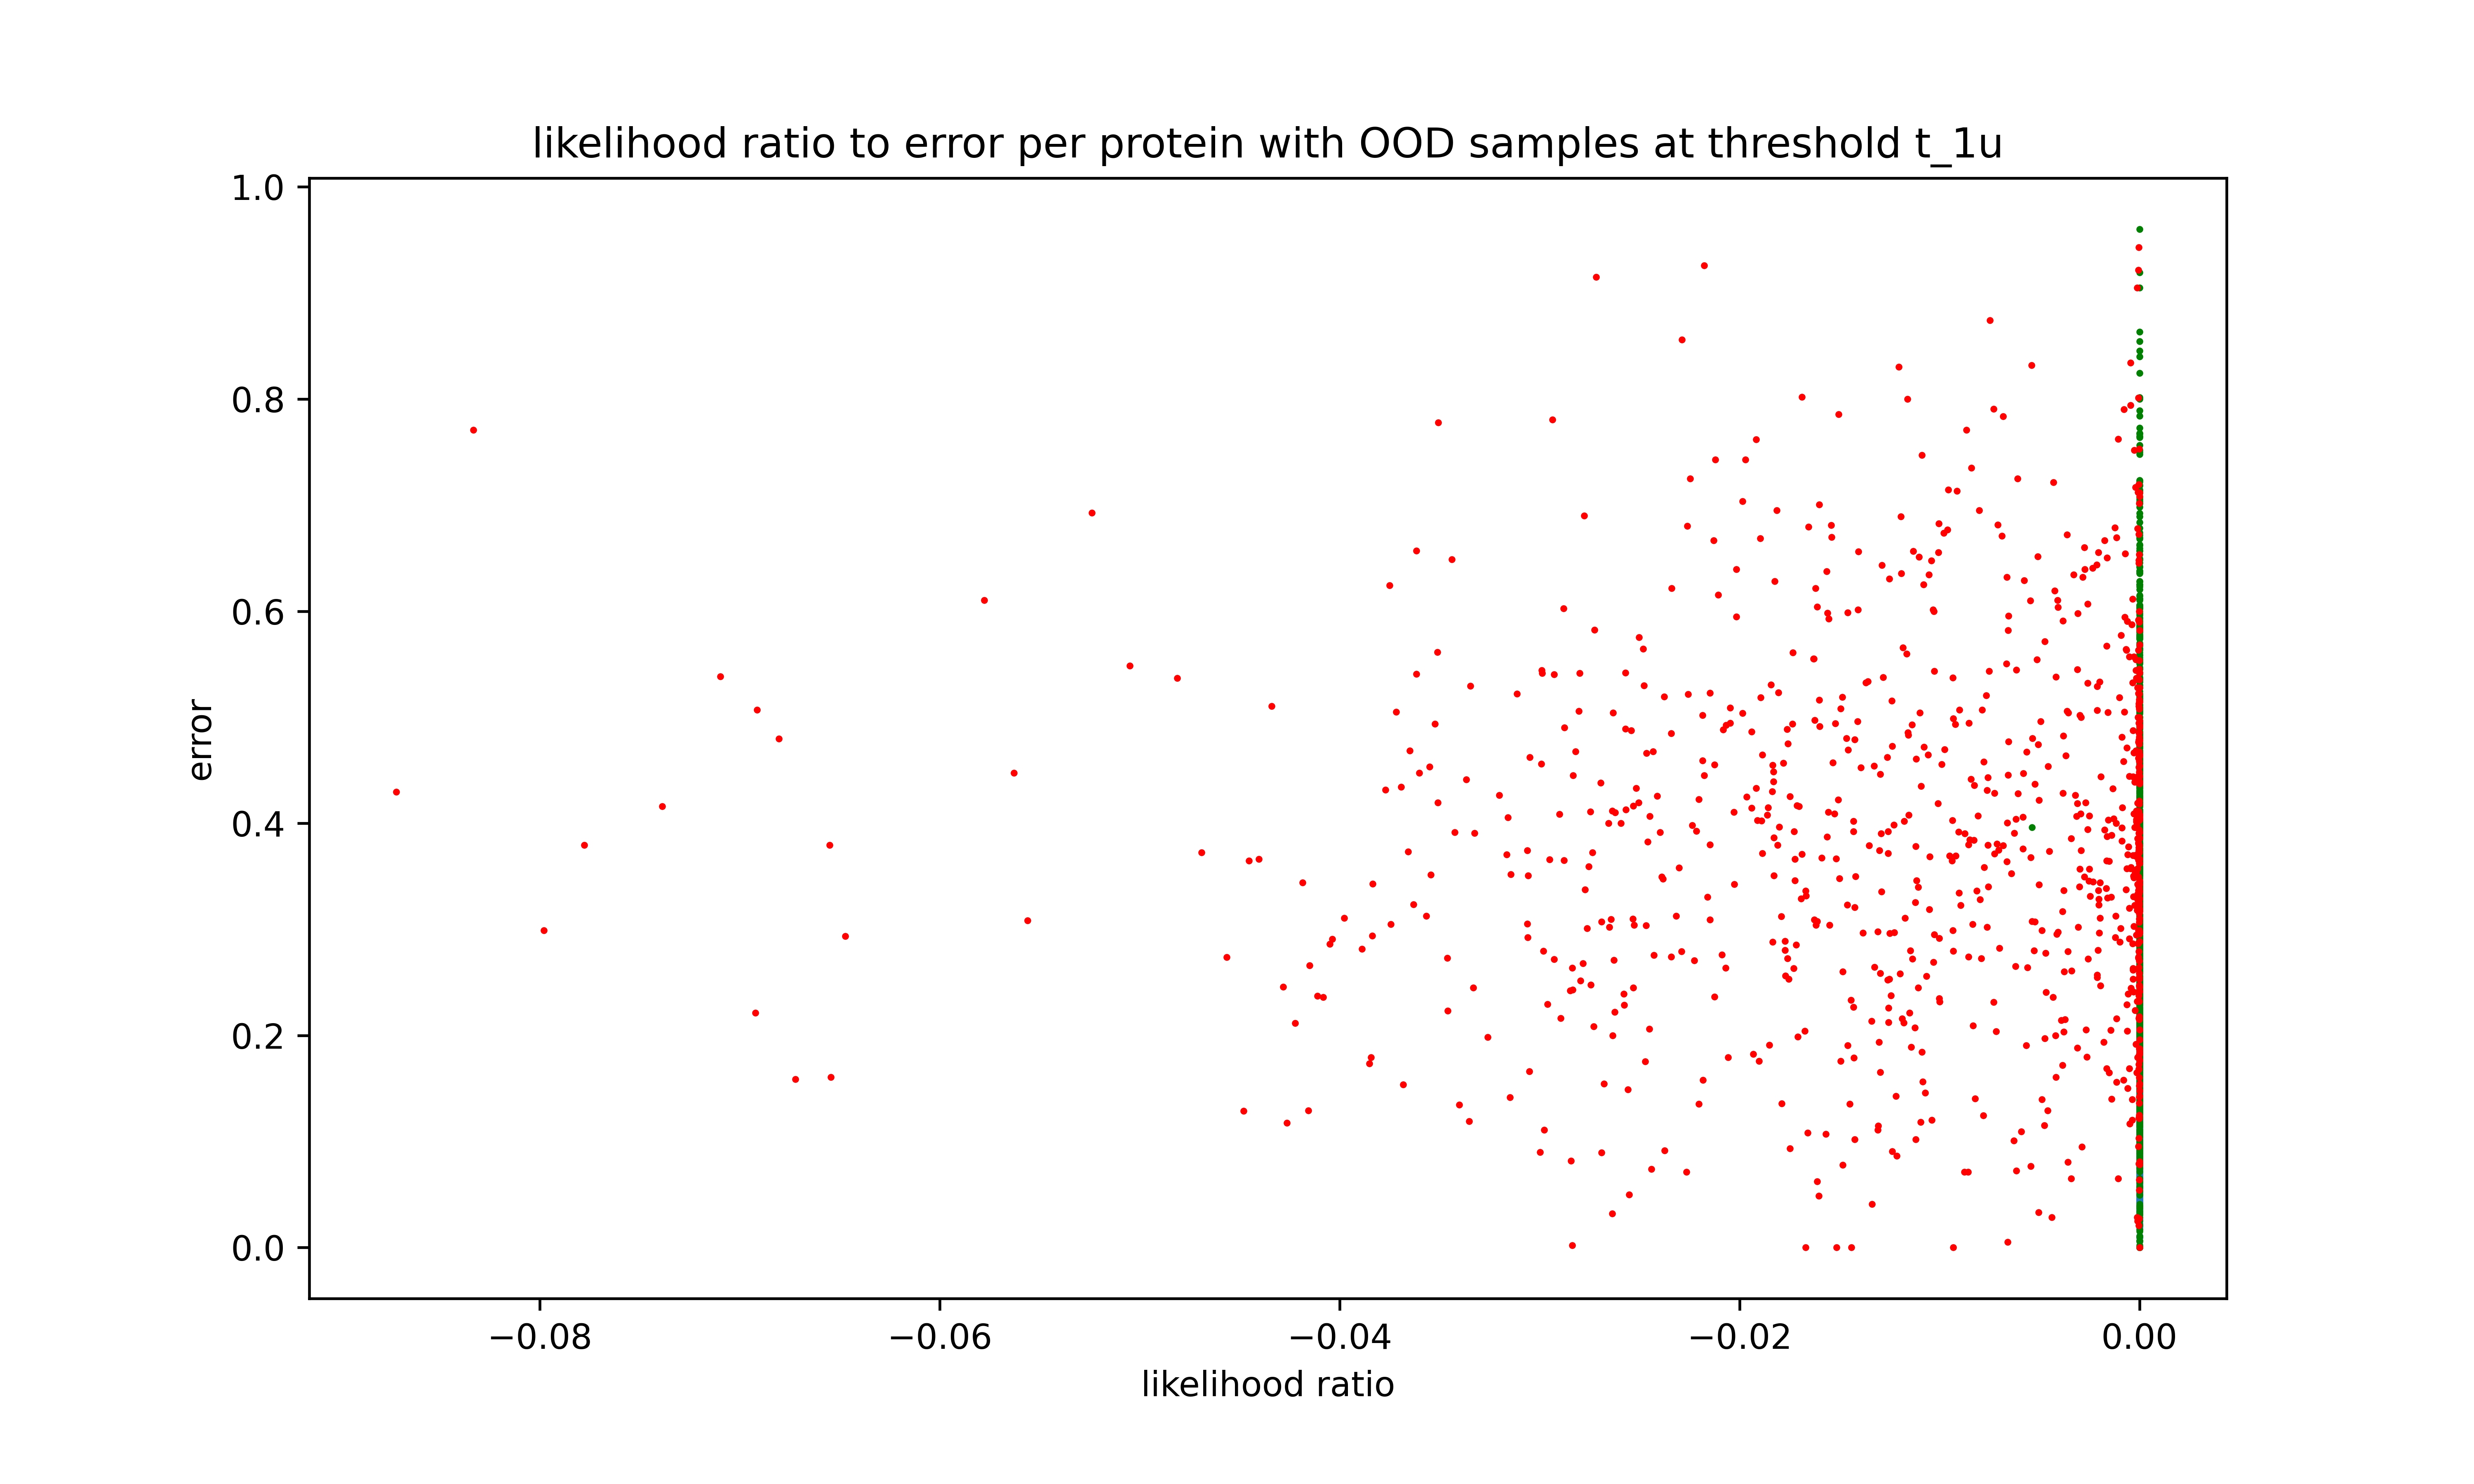 likelihood ratio to error per protein with OOD samples at threshold t_1u
1.0
0.8
0.6
0.4
0.2
0.0
error
−0.08 −0.06 −0.04 −0.02 0.00
likelihood ratio